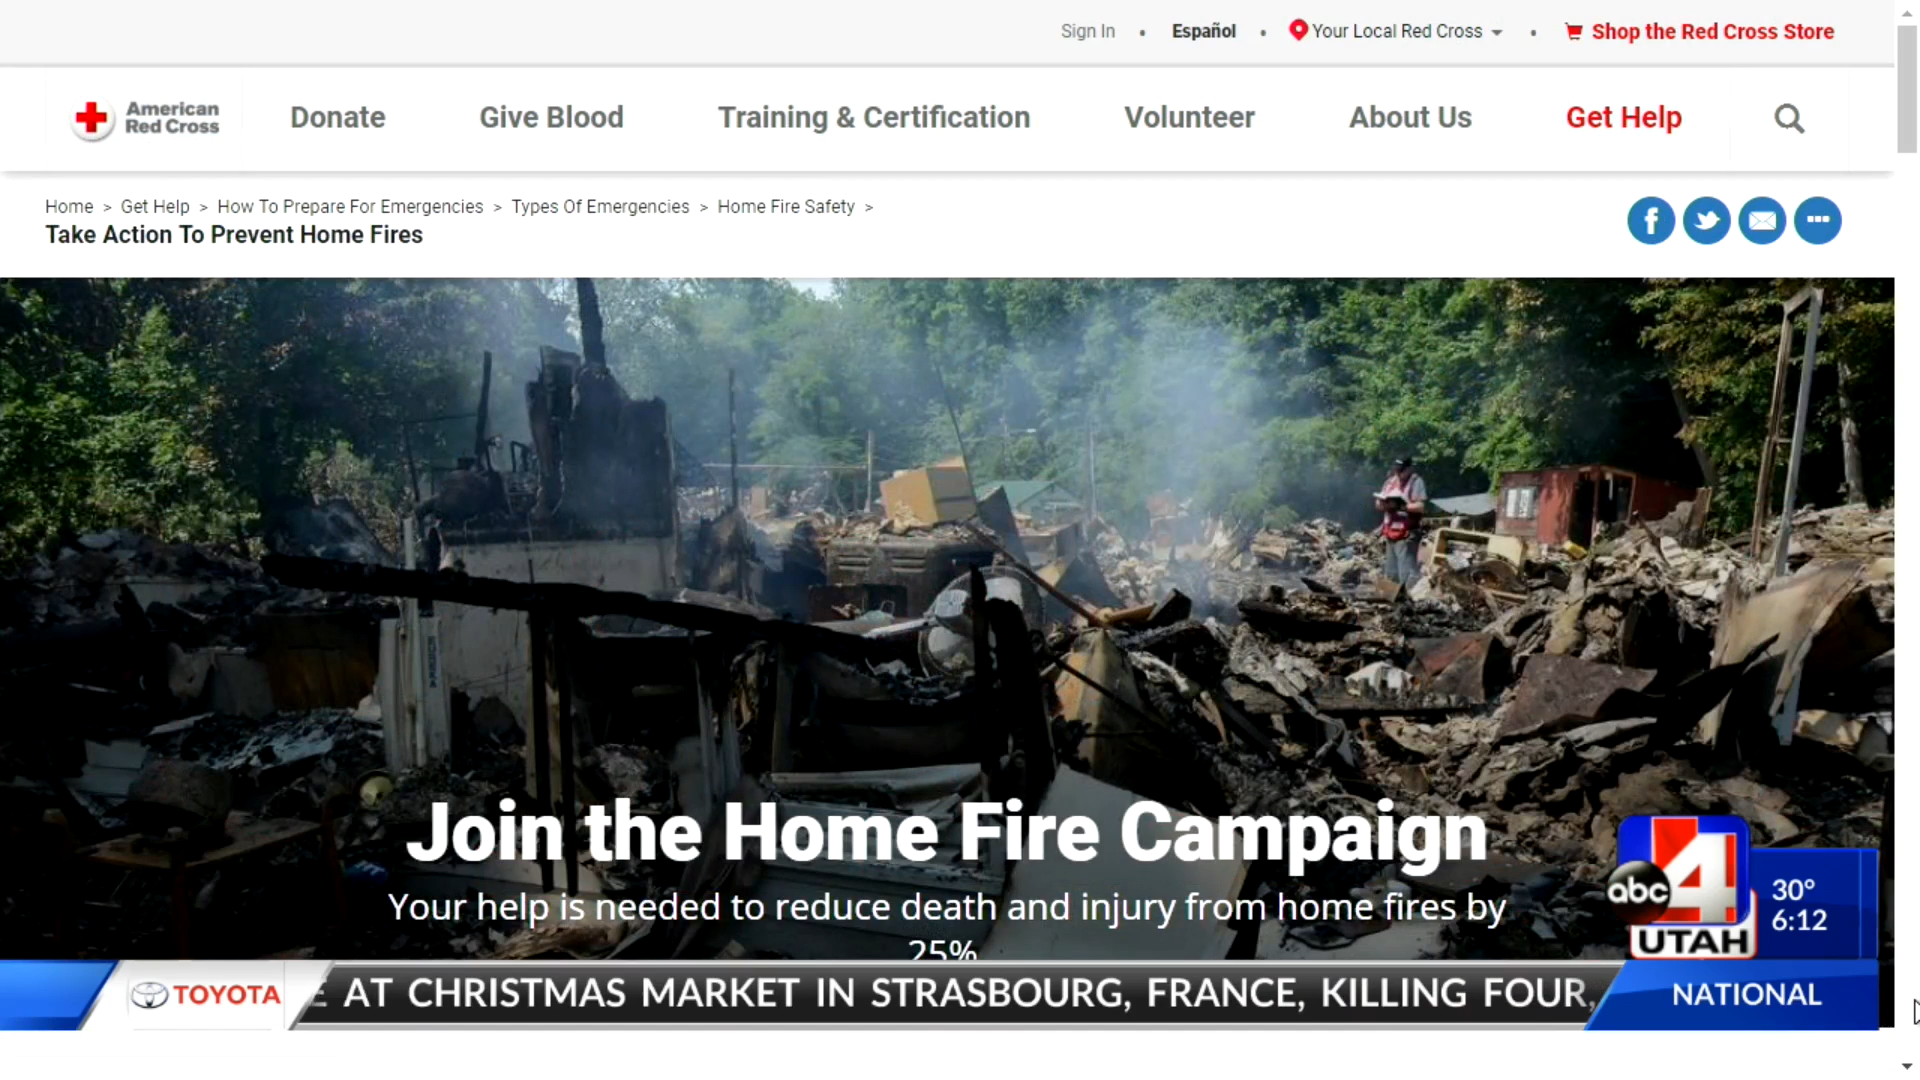 Sign In
Español
Your Local Red Cross
Shop the Red Cross Store
American
Red Cross
Donate
Give Blood
Training & Certification
Volunteer
About Us
Get Help
Home > Get Help > How To Prepare For Emergencies > Types Of Emergencies > Home Fire Safety >
Take Action To Prevent Home Fires
EUREKA
Join the Home Fire Campaign
Your help is needed to reduce death and injury from home fires by
25%
abc 4
UTAH
30°
6:12
TOYOTA
E AT CHRISTMAS MARKET IN STRASBOURG, FRANCE, KILLING FOUR,
NATIONAL